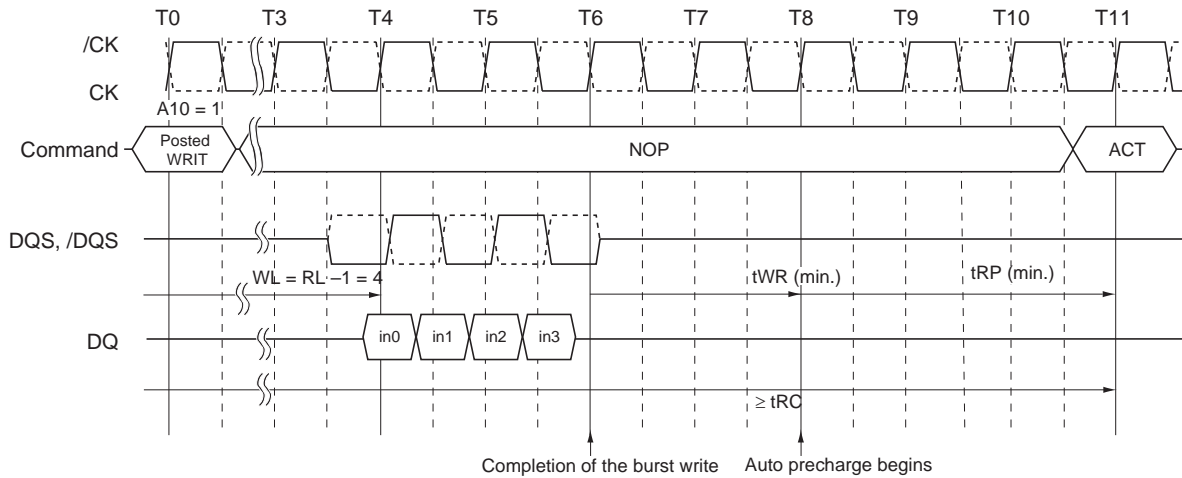 T0 T3 T4 T5 T6 T7 T8 T9 T10 T11
/CK
CK
A10 = 1
Command
Posted
WRIT
NOP
ACT
DQS, /DQS
WL = RL –1 = 4
tWR (min.)
tRP (min.)
DQ
in0 in1 in2 in3
≥ tRC
Completion of the burst write
Auto precharge begins